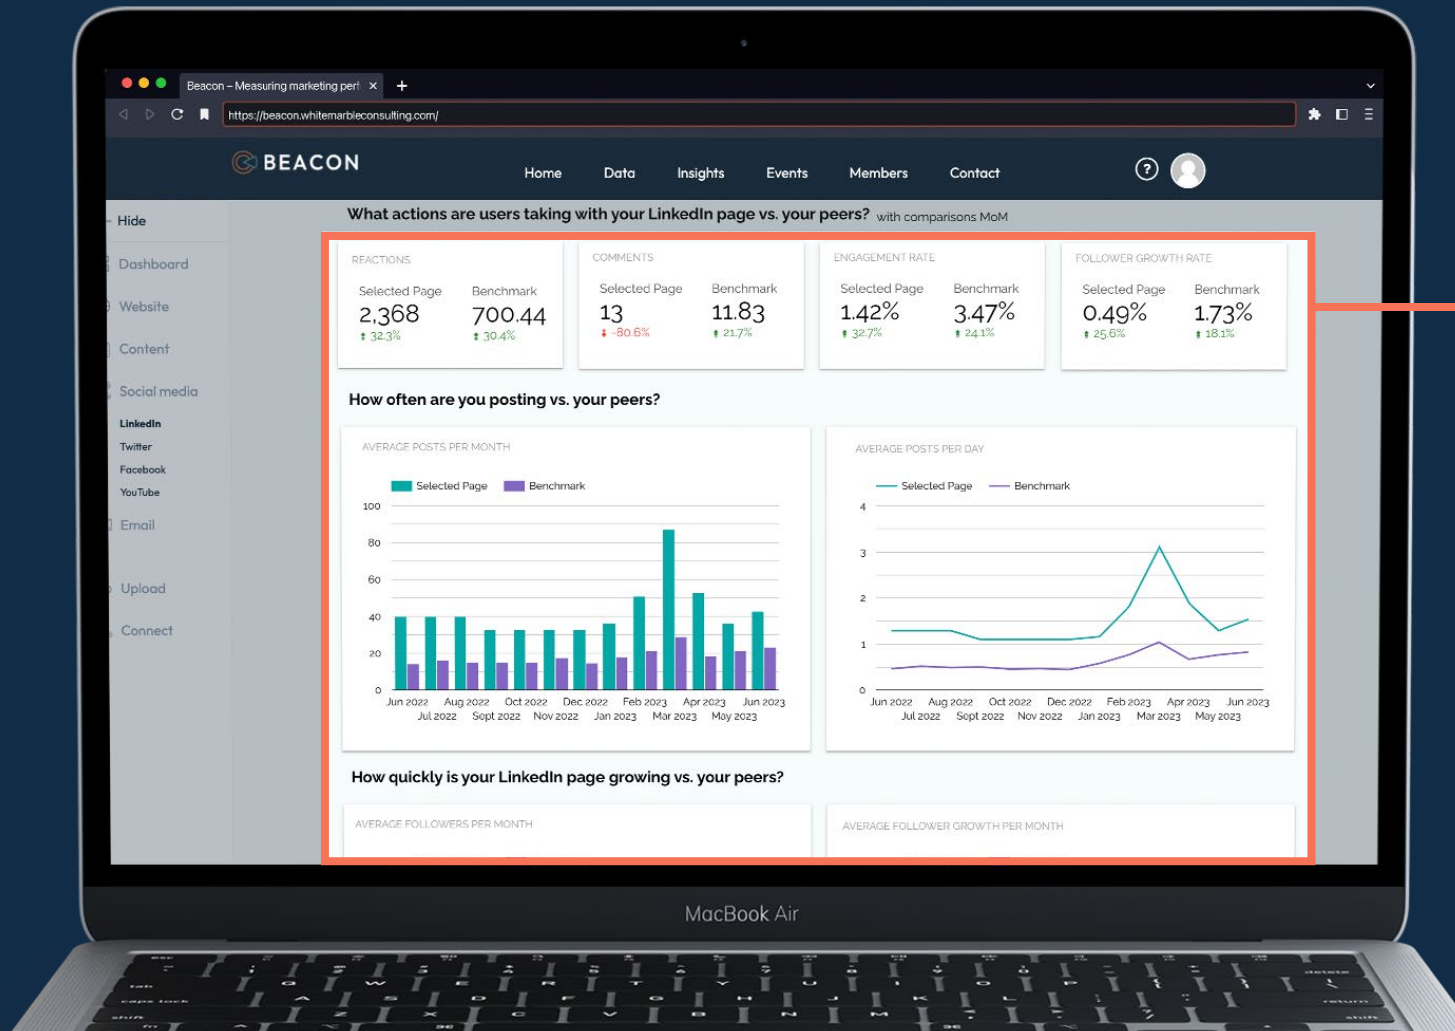 Beacon – Measuring marketing perf
https://beacon.whitemarbleconsulting.com/
BEACON
Home Data Insights Events Members Contact
?
Hide
Dashboard
Website
Content
Social media
LinkedIn
Twitter
Facebook
YouTube
Email
Upload
Connect
What actions are users taking with your LinkedIn page vs. your peers? with comparisons MoM
REACTIONS
Selected Page Benchmark
2,368 700.44
32.3% 30.4%
COMMENTS
Selected Page Benchmark
13 11.83
-80.6% 21.7%
ENGAGEMENT RATE
Selected Page Benchmark
1.42% 3.47%
32.7% 24.1%
FOLLOWER GROWTH RATE
Selected Page Benchmark
0.49% 1.73%
25.6% 18.1%
How often are you posting vs. your peers?
AVERAGE POSTS PER MONTH
Selected Page Benchmark
100
80
60
40
20
0
Jun 2022 Aug 2022 Oct 2022 Dec 2022 Feb 2023 Apr 2023 Jun 2023
Jul 2022 Sept 2022 Nov 2022 Jan 2023 Mar 2023 May 2023
AVERAGE POSTS PER DAY
Selected Page Benchmark
4
3
2
1
0
Jun 2022 Aug 2022 Oct 2022 Dec 2022 Feb 2023 Apr 2023 Jun 2023
Jul 2022 Sept 2022 Nov 2022 Jan 2023 Mar 2023 May 2023
How quickly is your LinkedIn page growing vs. your peers?
AVERAGE FOLLOWERS PER MONTH
AVERAGE FOLLOWER GROWTH PER MONTH
MacBook Air
esc
delete
tab Q W E R T Y U I O P
caps lock A S D F G H J K L return
shift Z X C V B N M shift
fn